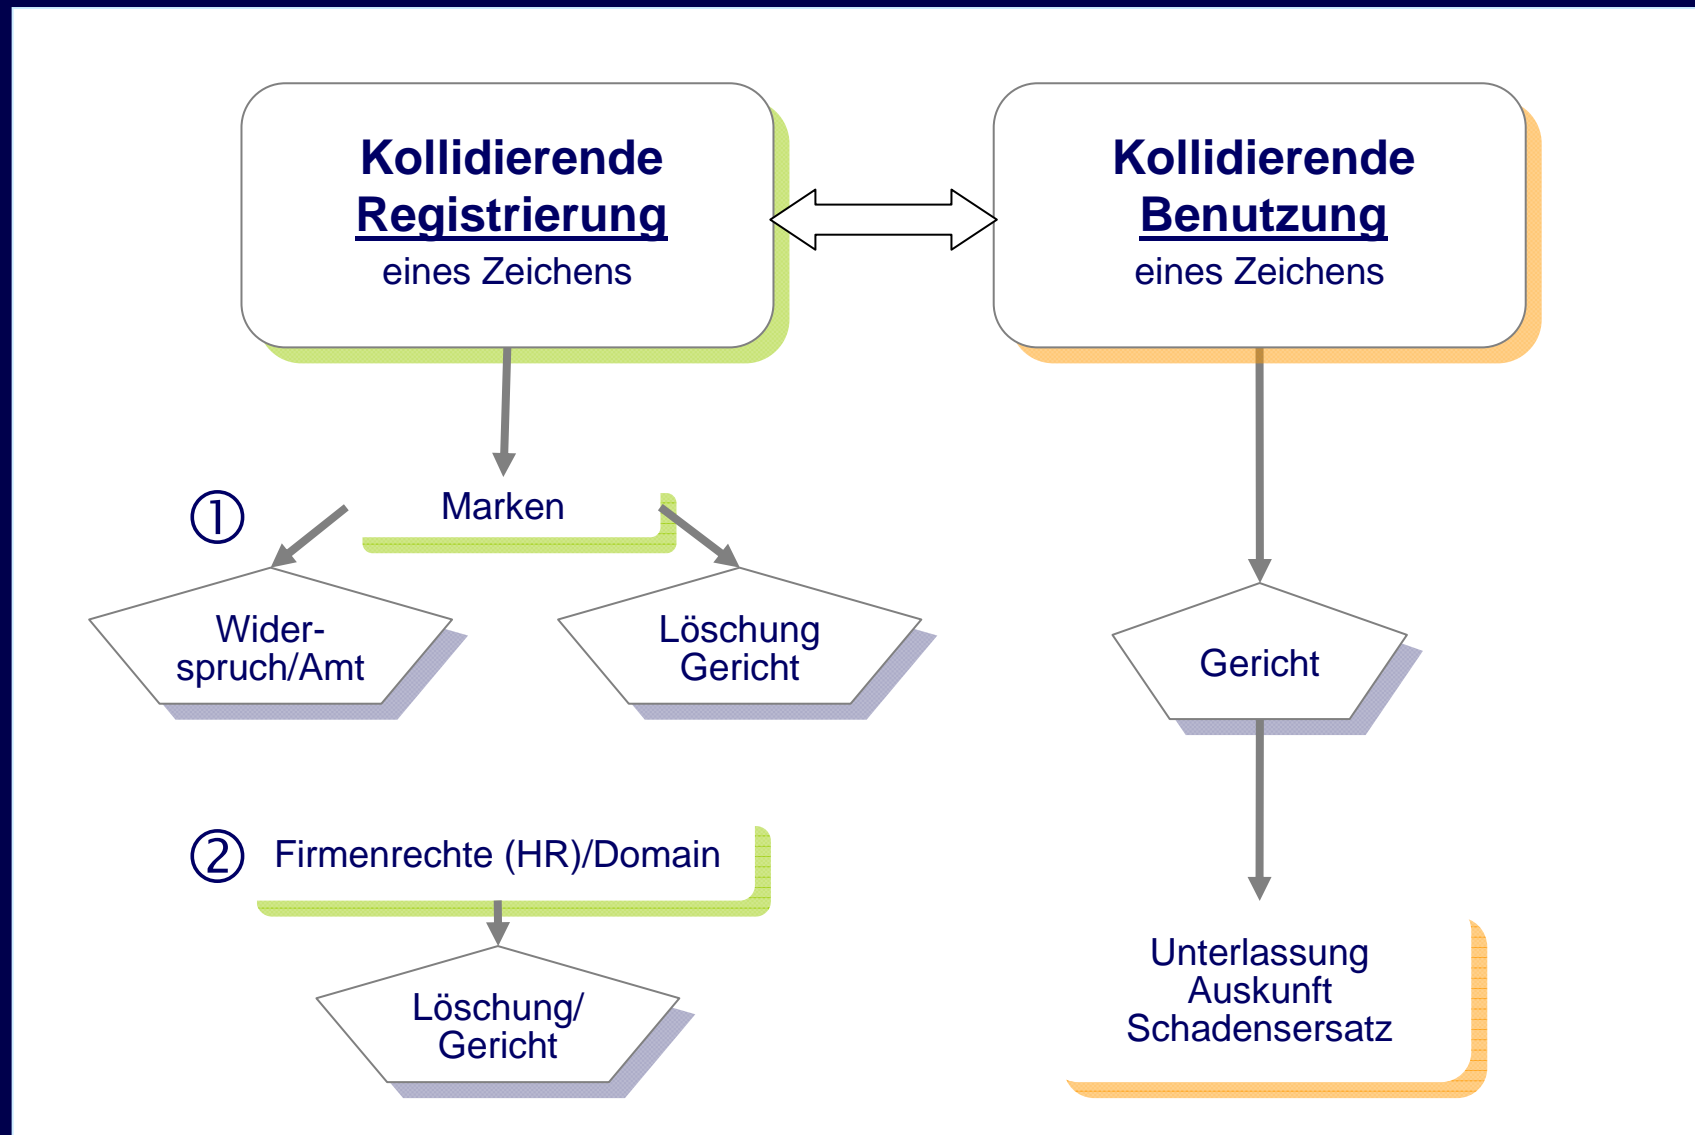 Kollidierende
Registrierung
eines Zeichens
Kollidierende
Benutzung
eines Zeichens
①
Marken
Wider-
spruch/Amt
Löschung
Gericht
Gericht
②
Firmenrechte (HR)/Domain
Löschung/
Gericht
Unterlassung
Auskunft
Schadensersatz